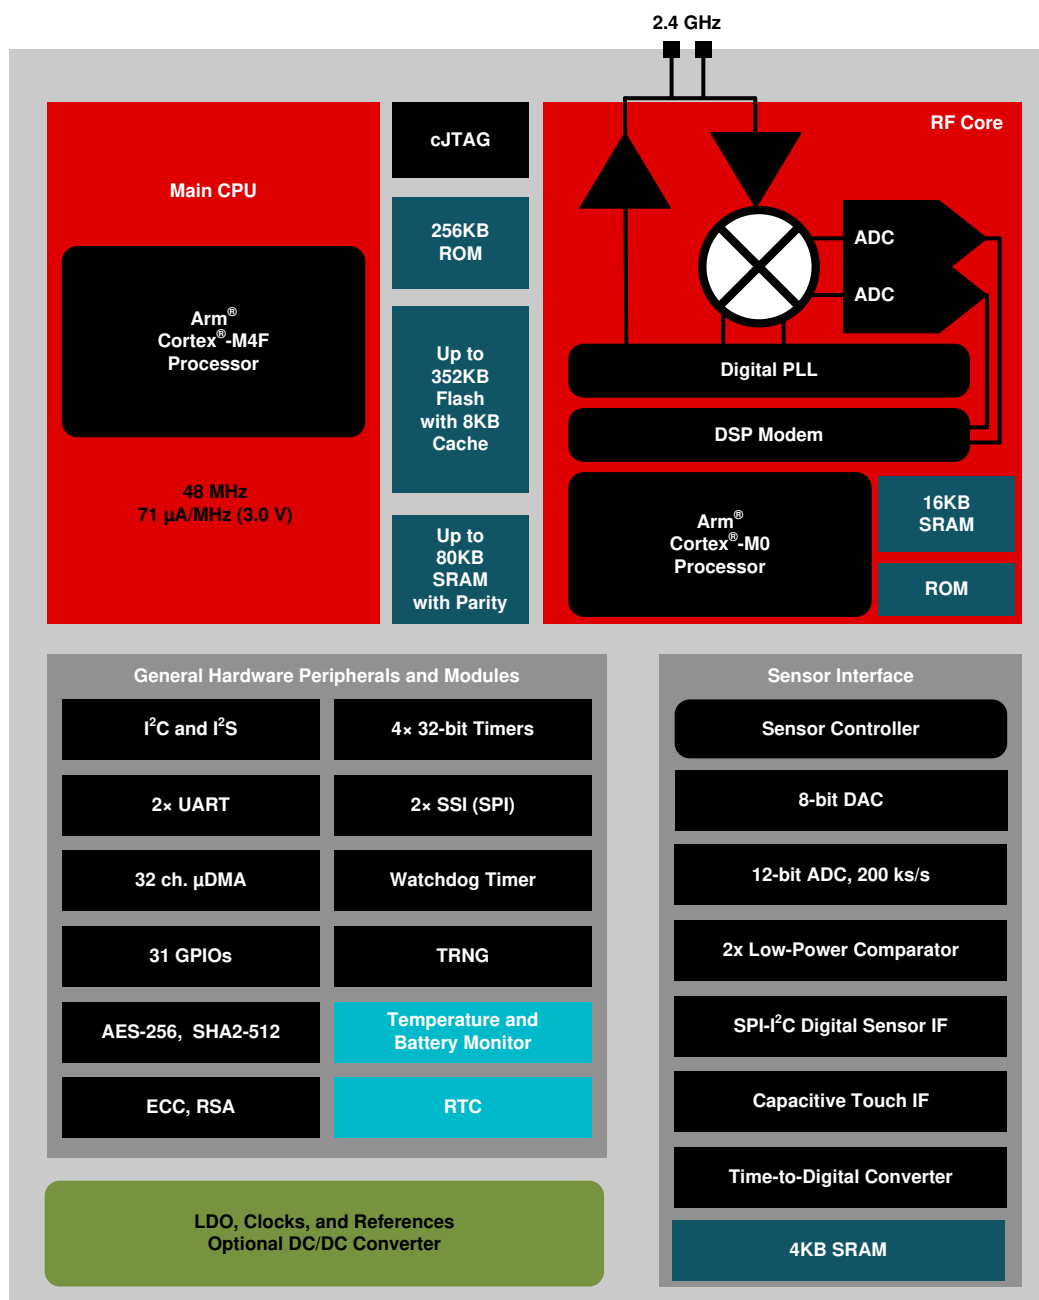 2.4 GHz
Main CPU
Arm®
Cortex®-M4F
Processor
48 MHz
71 µA/MHz (3.0 V)
cJTAG
256KB
ROM
Up to
352KB
Flash
with 8KB
Cache
Up to
80KB
SRAM
with Parity
RF Core
ADC
ADC
Digital PLL
DSP Modem
Arm®
Cortex®-M0
Processor
16KB
SRAM
ROM
General Hardware Peripherals and Modules
I²C and I²S
4× 32-bit Timers
2× UART
2× SSI (SPI)
32 ch. µDMA
Watchdog Timer
31 GPIOs
TRNG
AES-256, SHA2-512
Temperature and
Battery Monitor
ECC, RSA
RTC
LDO, Clocks, and References
Optional DC/DC Converter
Sensor Interface
Sensor Controller
8-bit DAC
12-bit ADC, 200 ks/s
2x Low-Power Comparator
SPI-I²C Digital Sensor IF
Capacitive Touch IF
Time-to-Digital Converter
4KB SRAM